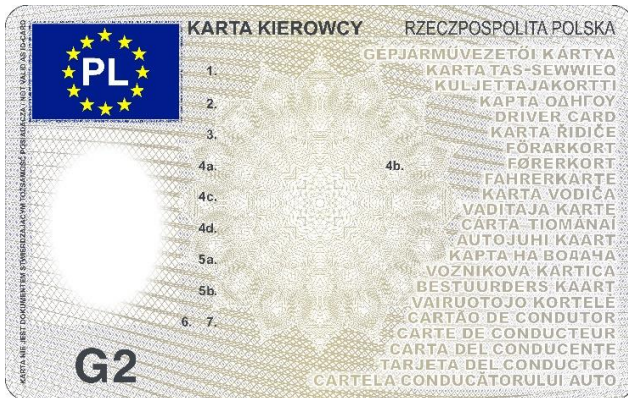 KARTA KIEROWCY RZECZPOSPOLITA POLSKA
PL
GÉPJÁRMŰVEZETŐI KÁRTYA
1. KARTA TAS-SEWWIEQ
KULJETTAJAKORTTI
2. ΚΑΡΤΑ ΟΔΗΓΟΥ
DRIVER CARD
3. KARTA ŘIDIČE
FÖRARKORT
4a. 4b. FØRERKORT
FAHRERKARTE
4c. KARTA VODIČA
VADITAJA KARTE
4d. CÁRTA TIOMÁNAÍ
AUTOJUHI KAART
5a. КАРТА НА ВОДАЧА
VOZNIKOVA KARTICA
5b. BESTUURDERS KAART
VAIRUOTOJO KORTELĖ
6. 7. CARTÃO DE CONDUTOR
CARTE DE CONDUCTEUR
CARTA DEL CONDUCENTE
TARJETA DEL CONDUCTOR
CARTELA CONDUCĂTORULUI AUTO
G2
KARTA NIE JEST DOKUMENTEM STWIERDZAJĄCYM TOŻSAMOŚĆ POSIADACZA / NOT VALID AS ID-CARD